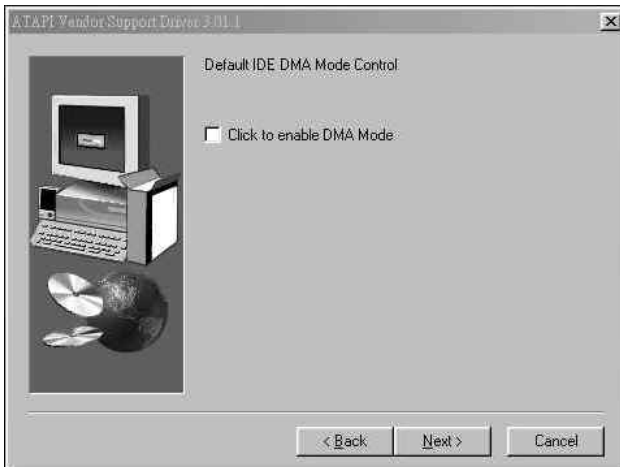 ATAPI Vendor Support Driver 3.01.1
Default IDE DMA Mode Control
Click to enable DMA Mode
< Back
Next >
Cancel